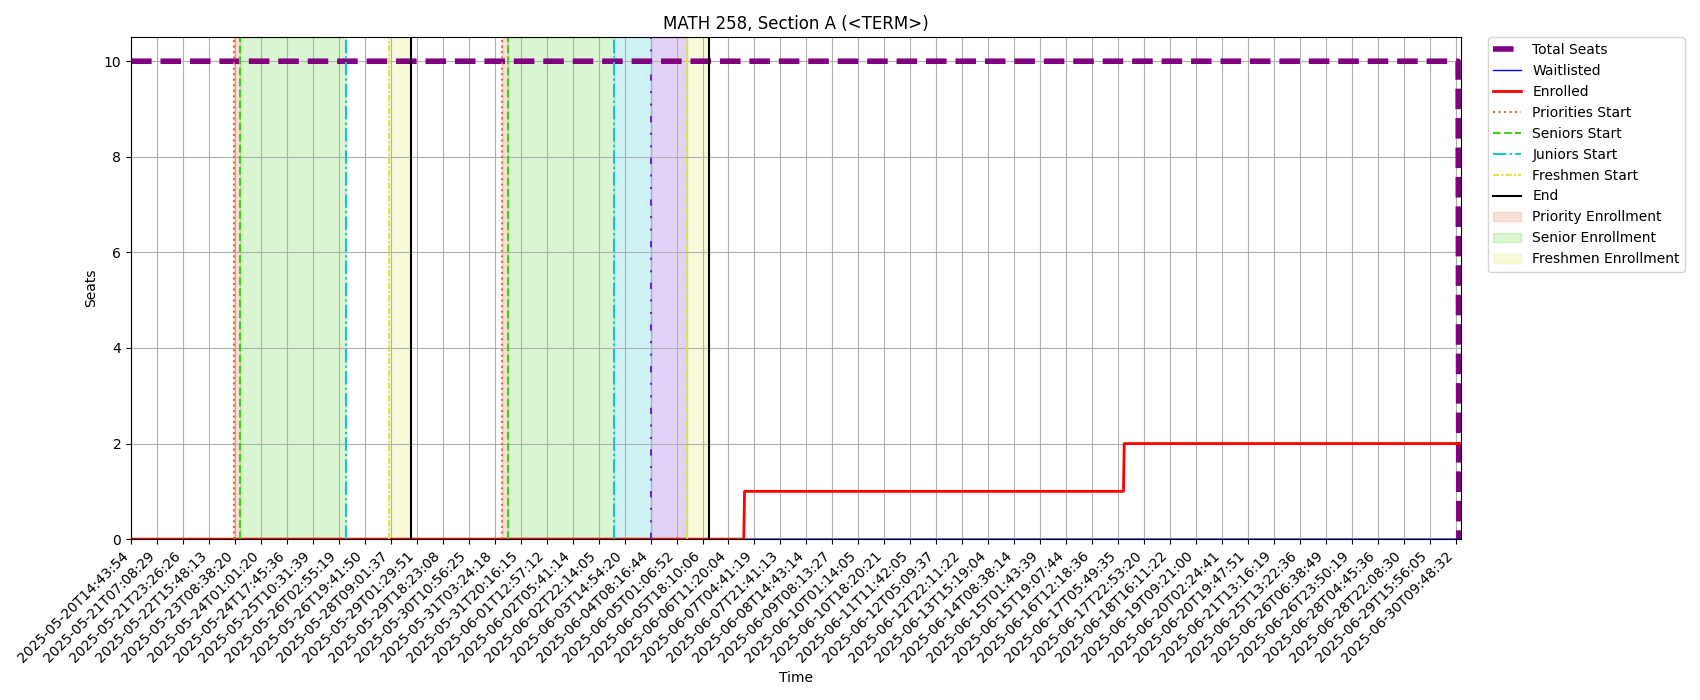 MATH 258, Section A (<TERM>)
Total Seats
Waitlisted
Enrolled
Priorities Start
Seniors Start
Juniors Start
Freshmen Start
End
Priority Enrollment
Senior Enrollment
Freshmen Enrollment
Seats
10
8
6
4
2
0
2025-05-20T14:43:54
2025-05-21T07:08:29
2025-05-21T23:26:26
2025-05-22T15:48:13
2025-05-23T08:38:20
2025-05-24T01:01:20
2025-05-24T17:45:36
2025-05-25T10:31:39
2025-05-26T02:55:19
2025-05-26T19:41:50
2025-05-28T09:01:37
2025-05-29T01:29:51
2025-05-29T18:23:08
2025-05-30T10:56:25
2025-05-31T03:24:18
2025-05-31T20:16:15
2025-06-01T12:57:12
2025-06-02T05:41:14
2025-06-02T22:14:05
2025-06-03T14:54:20
2025-06-04T08:16:44
2025-06-05T01:06:52
2025-06-05T18:10:06
2025-06-06T11:20:04
2025-06-07T04:41:19
2025-06-07T21:41:13
2025-06-08T14:43:14
2025-06-09T08:13:27
2025-06-10T01:14:05
2025-06-10T18:20:21
2025-06-11T11:42:05
2025-06-12T05:09:37
2025-06-12T22:11:22
2025-06-13T15:19:04
2025-06-14T08:38:14
2025-06-15T01:43:39
2025-06-15T19:07:44
2025-06-16T12:18:36
2025-06-17T05:49:35
2025-06-17T22:53:20
2025-06-18T16:11:22
2025-06-19T09:21:00
2025-06-20T02:24:41
2025-06-20T19:47:51
2025-06-21T13:16:19
2025-06-25T13:22:36
2025-06-26T06:38:49
2025-06-26T23:50:19
2025-06-28T04:45:36
2025-06-28T22:08:30
2025-06-29T15:56:05
2025-06-30T09:48:32
Time